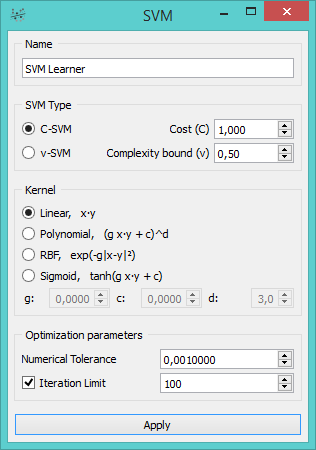 SVM
Name
SVM Learner
SVM Type
C-SVM Cost (C) 1,000
ν-SVM Complexity bound (ν) 0,50
Kernel
Linear, x∙y
Polynomial, (g x∙y + c)^d
RBF, exp(-g|x-y|²)
Sigmoid, tanh(g x∙y + c)
g: 0,0000 c: 0,0000 d: 3,0
Optimization parameters
Numerical Tolerance 0,0010000
Iteration Limit 100
Apply